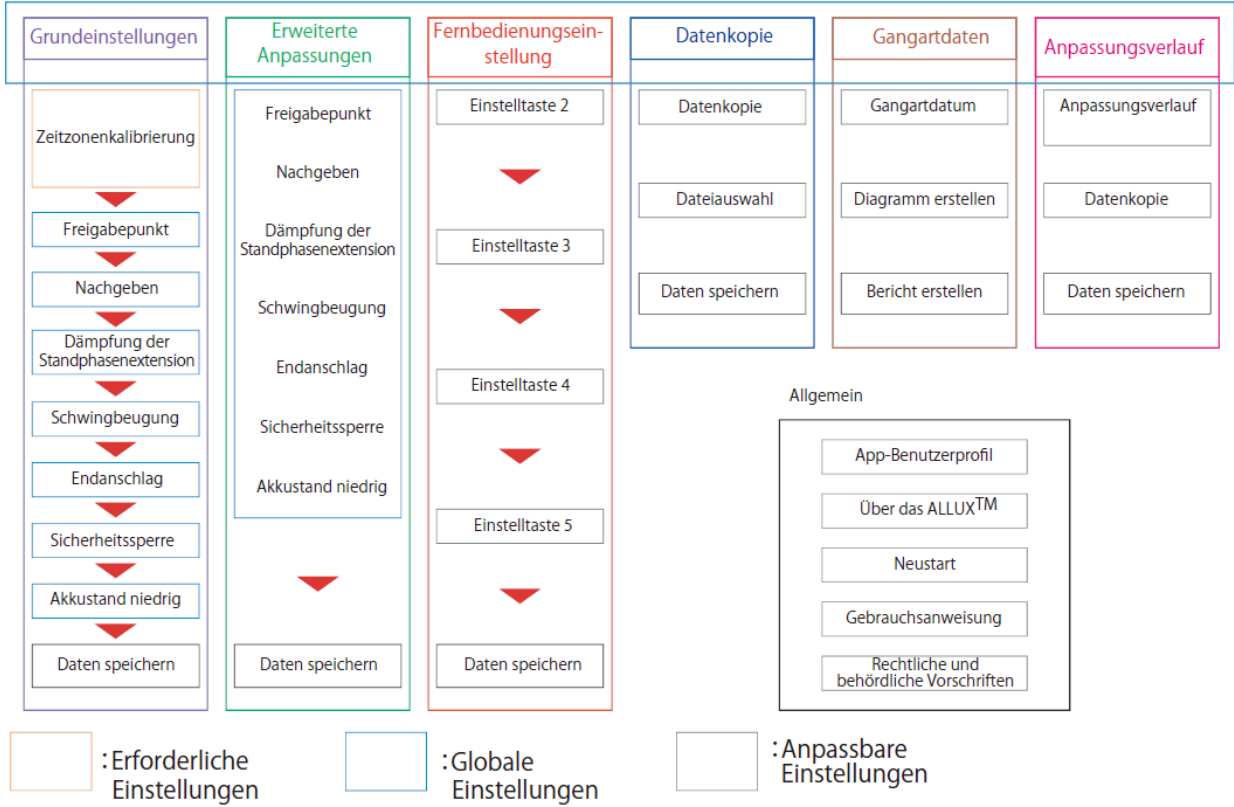 Grundeinstellungen
Zeitzonenkalibrierung
Freigabepunkt
Nachgeben
Dämpfung der
Standphasenextension
Schwingbeugung
Endanschlag
Sicherheitssperre
Akkustand niedrig
Daten speichern
Erweiterte
Anpassungen
Freigabepunkt
Nachgeben
Dämpfung der
Standphasenextension
Schwingbeugung
Endanschlag
Sicherheitssperre
Akkustand niedrig
Daten speichern
Fernbedienungsein-
stellung
Einstelltaste 2
Einstelltaste 3
Einstelltaste 4
Einstelltaste 5
Daten speichern
Datenkopie
Datenkopie
Dateiauswahl
Daten speichern
Gangartdaten
Gangartdatum
Diagramm erstellen
Bericht erstellen
Anpassungsverlauf
Anpassungsverlauf
Datenkopie
Daten speichern
Allgemein
App-Benutzerprofil
Über das ALLUX™
Neustart
Gebrauchsanweisung
Rechtliche und
behördliche Vorschriften
:Erforderliche
Einstellungen
:Globale
Einstellungen
:Anpassbare
Einstellungen